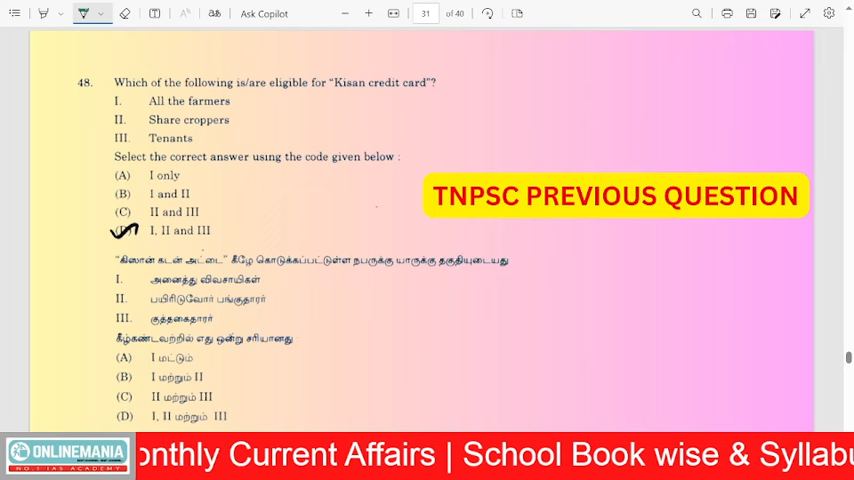 Ask Copilot
31 of 40
48. Which of the following is/are eligible for "Kisan credit card"?
I. All the farmers
II. Share croppers
III. Tenants
Select the correct answer using the code given below :
(A) I only
(B) I and II
(C) II and III
I, II and III
TNPSC PREVIOUS QUESTION
"கிஸான் கடன் அட்டை" கீழே கொடுக்கப்பட்டுள்ள நபருக்கு யாருக்கு தகுதியுடையது
I. அனைத்து விவசாயிகள்
II. பயிரிடுவோர் பங்குதாரர்
III. குத்தகைதாரர்
கீழ்கண்டவற்றில் எது ஒன்று சரியானது
(A) I மட்டும்
(B) I மற்றும் II
(C) II மற்றும் III
(D) I, II மற்றும் III
ONLINEMANIA
NO.1 IAS ACADEMY
onthly Current Affairs | School Book wise & Syllabu